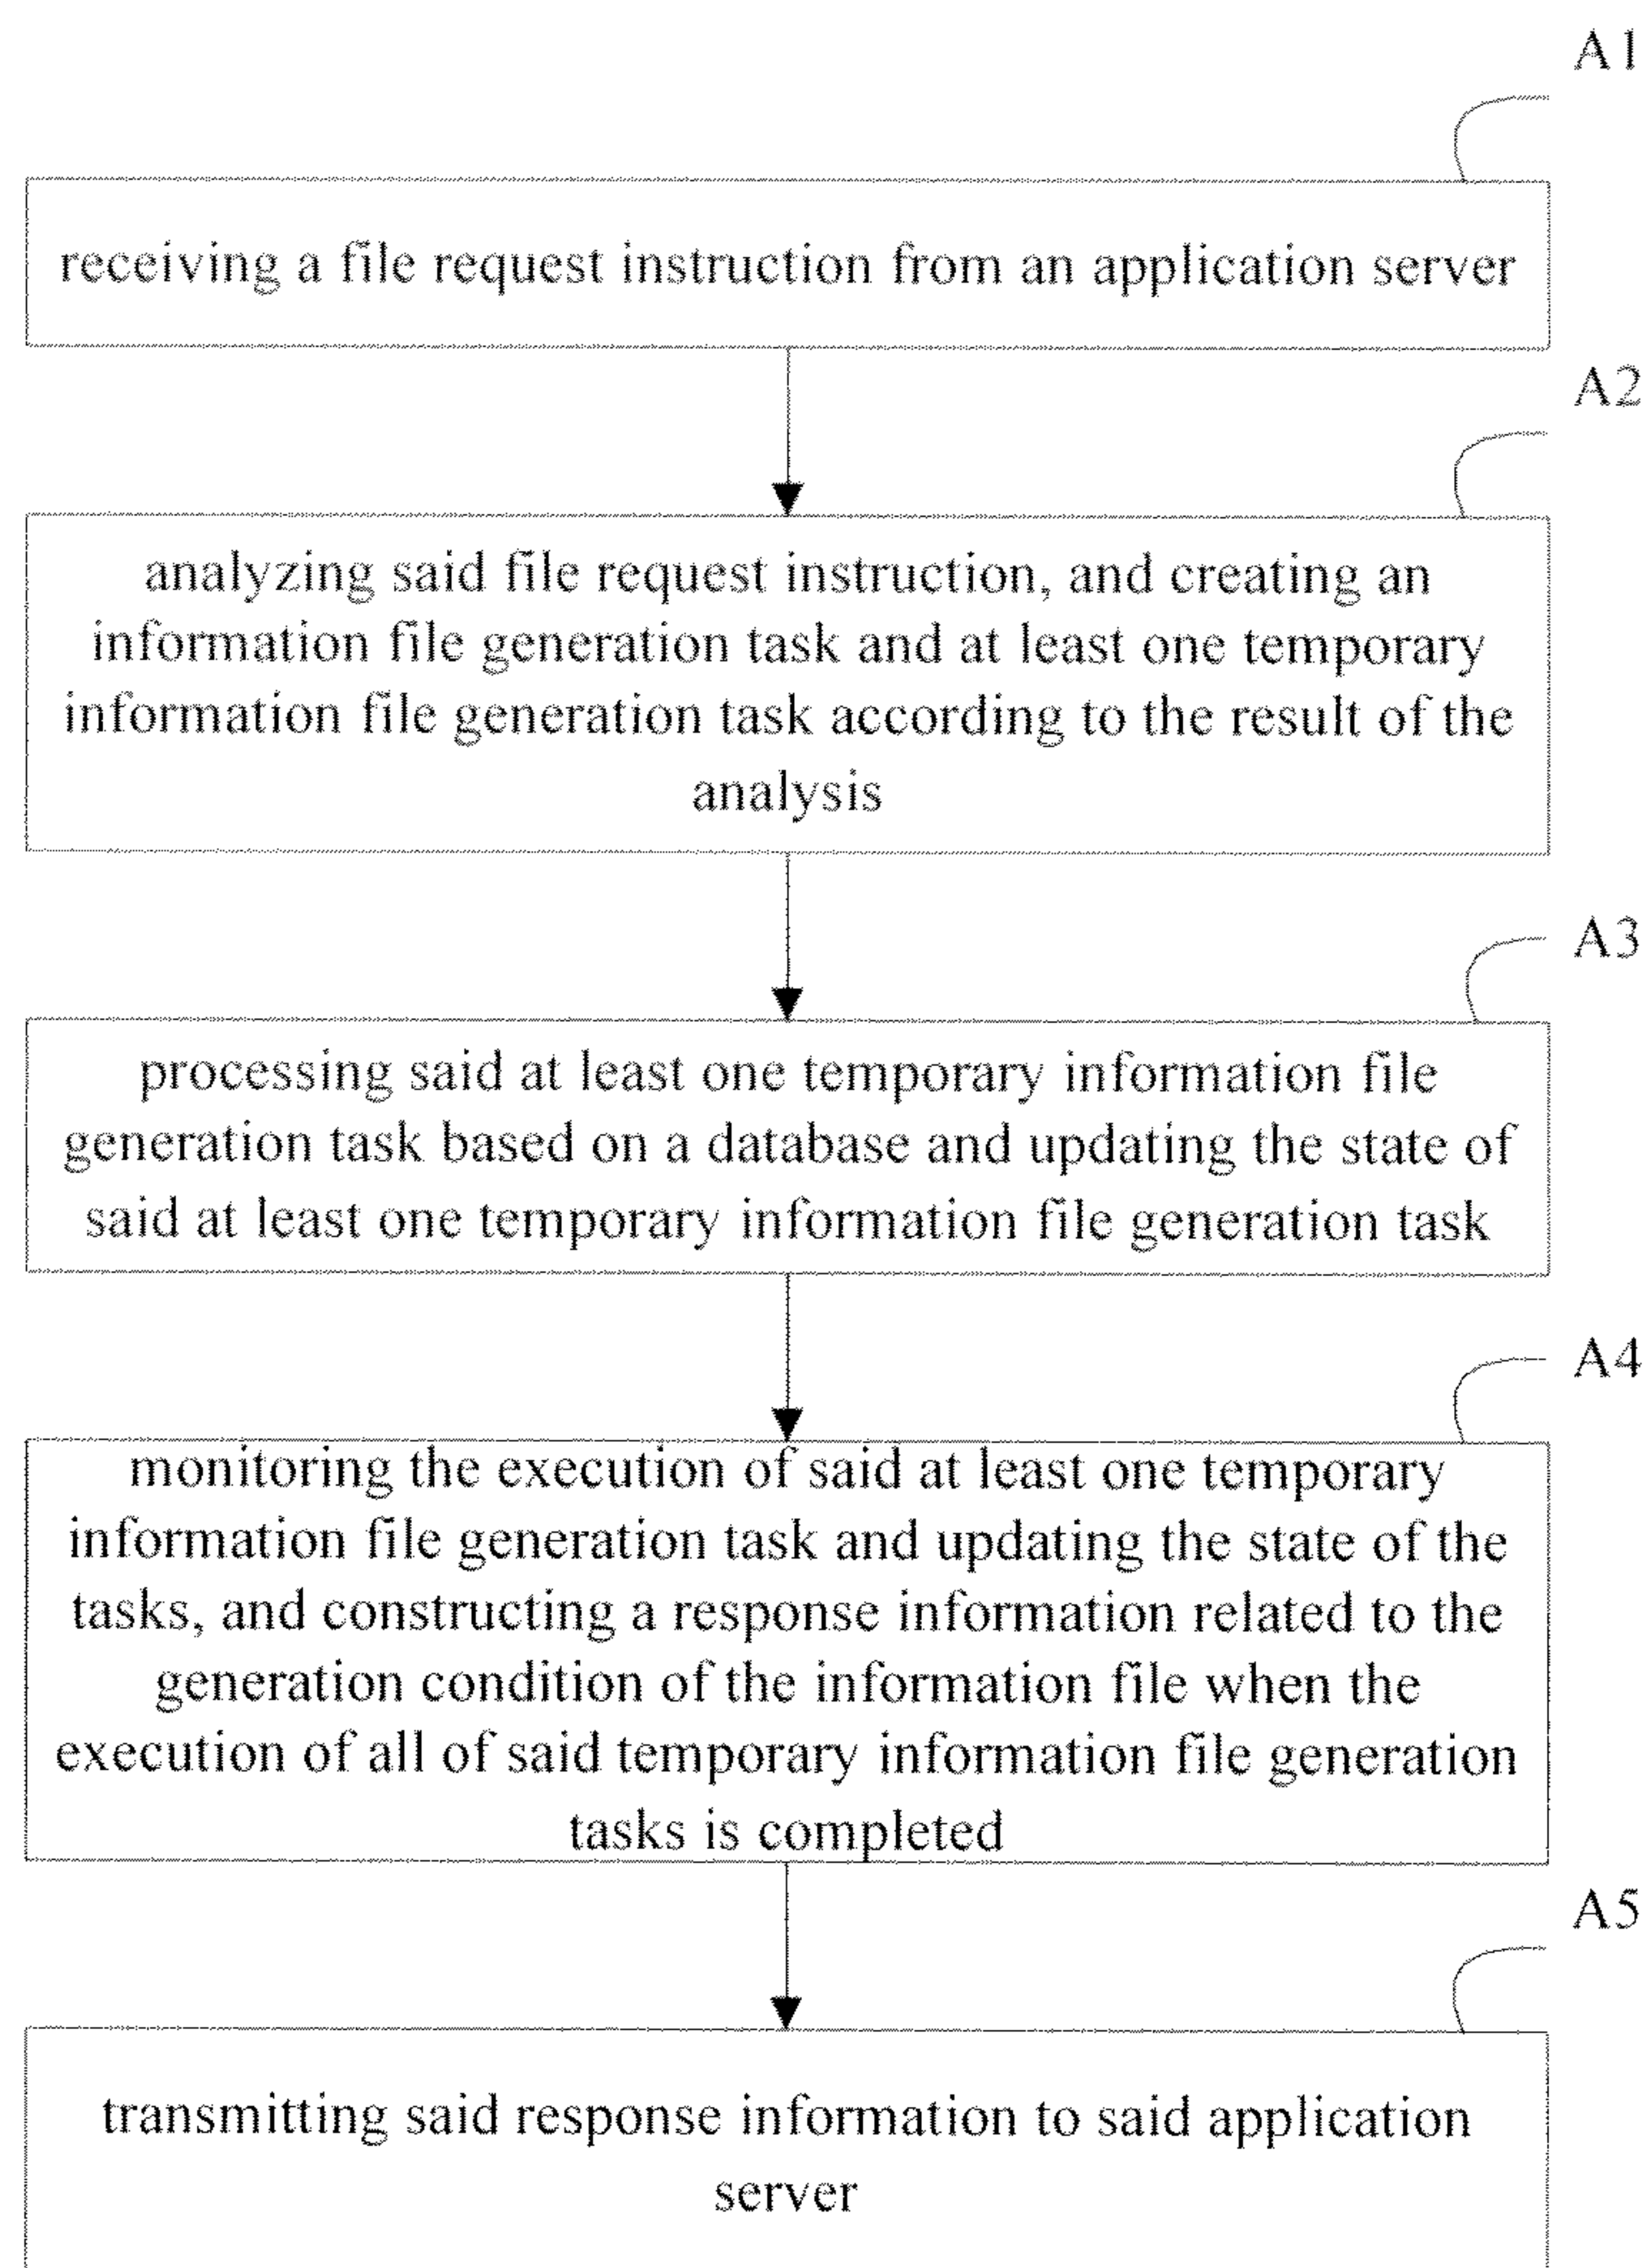 A1
receiving a file request instruction from an application server
A2
analyzing said file request instruction, and creating an
information file generation task and at least one temporary
information file generation task according to the result of the
analysis
A3
processing said at least one temporary information file
generation task based on a database and updating the state of
said at least one temporary information file generation task
A4
monitoring the execution of said at least one temporary
information file generation task and updating the state of the
tasks, and constructing a response information related to the
generation condition of the information file when the
execution of all of said temporary information file generation
tasks is completed
A5
transmitting said response information to said application
server